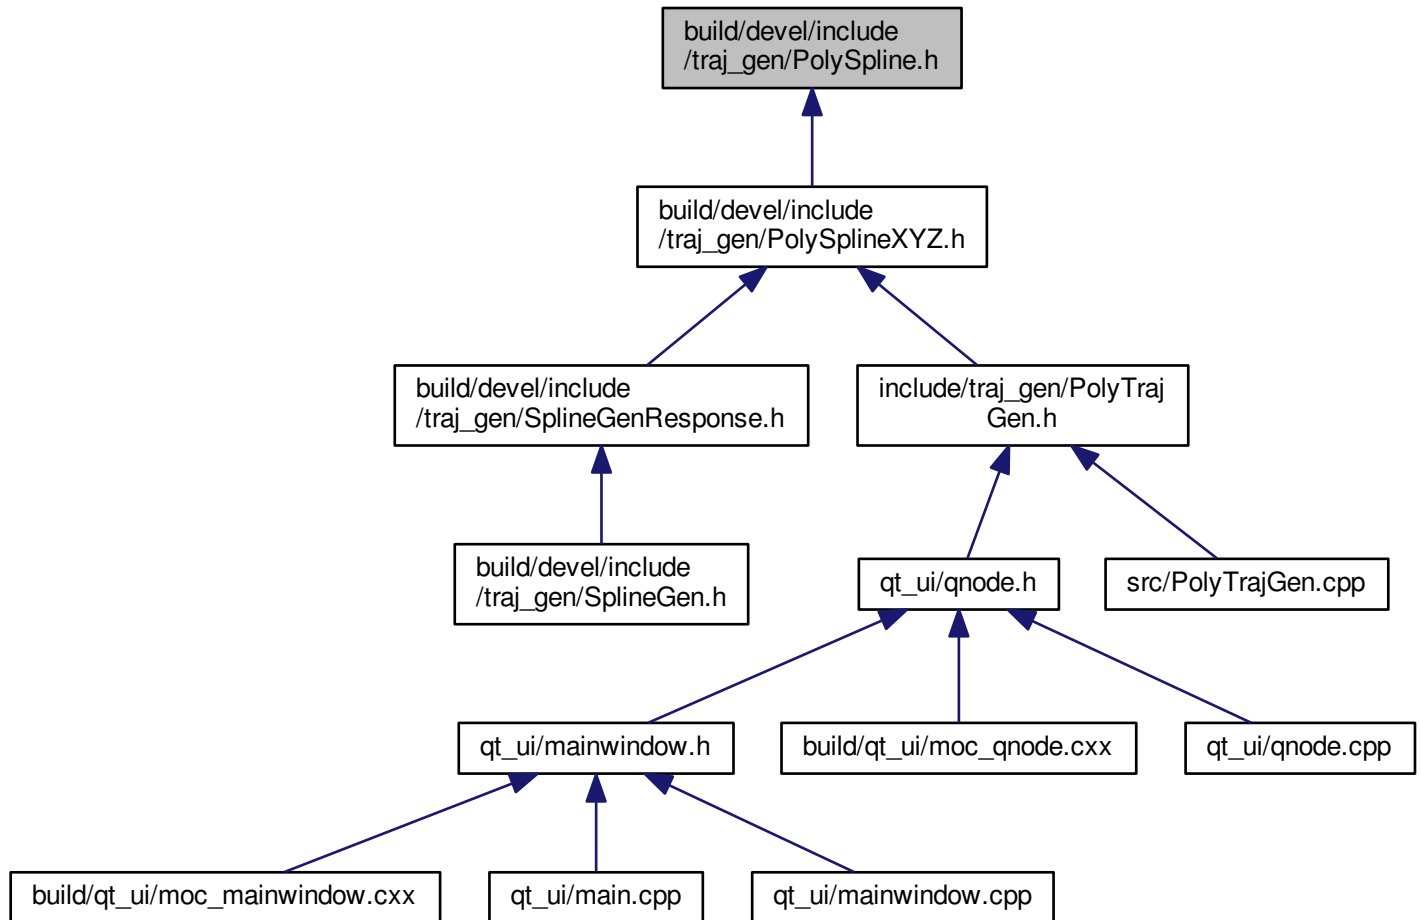 build/devel/include
/traj_gen/PolySpline.h
build/devel/include
/traj_gen/PolySplineXYZ.h
build/devel/include
/traj_gen/SplineGenResponse.h
include/traj_gen/PolyTraj
Gen.h
build/devel/include
/traj_gen/SplineGen.h
qt_ui/qnode.h
src/PolyTrajGen.cpp
qt_ui/mainwindow.h
build/qt_ui/moc_qnode.cxx
qt_ui/qnode.cpp
build/qt_ui/moc_mainwindow.cxx
qt_ui/main.cpp
qt_ui/mainwindow.cpp